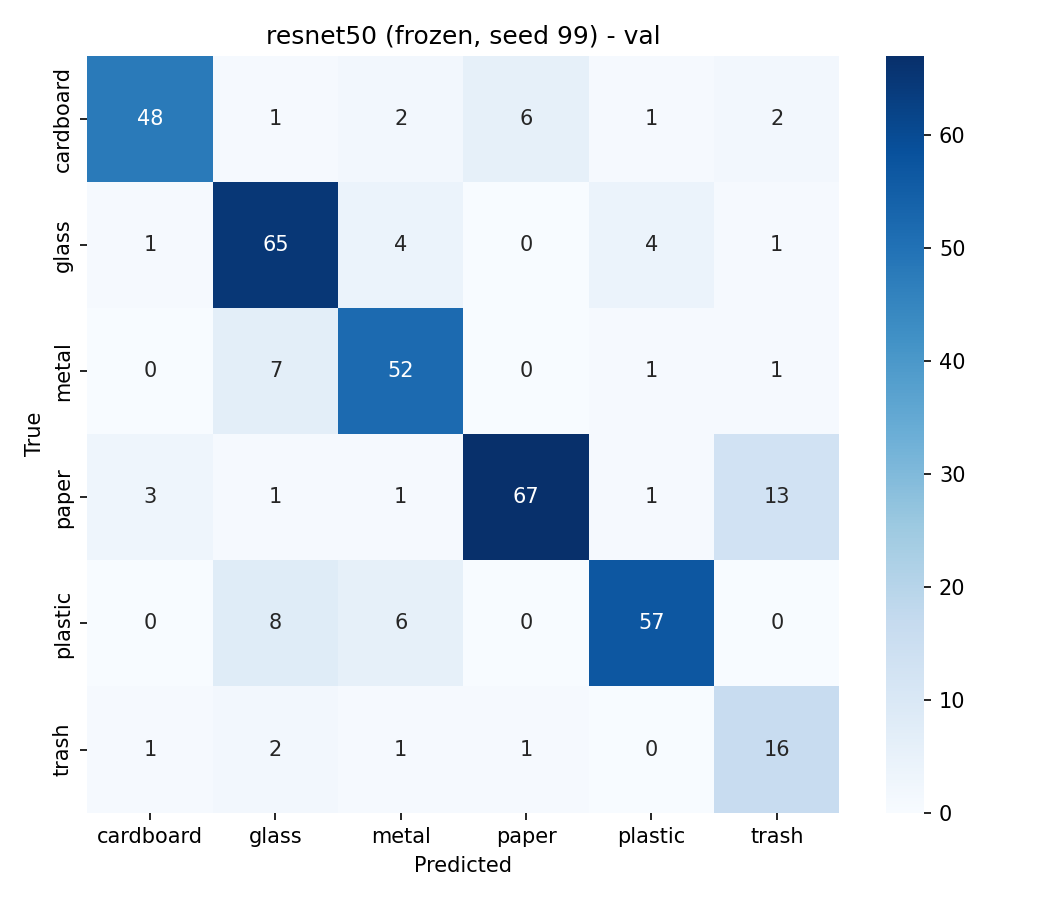 resnet50 (frozen, seed 99) - val
cardboard 48 1 2 6 1 2
glass 1 65 4 0 4 1
metal 0 7 52 0 1 1
paper 3 1 1 67 1 13
plastic 0 8 6 0 57 0
trash 1 2 1 1 0 16
True
cardboard glass metal paper plastic trash
Predicted
60
50
40
30
20
10
0